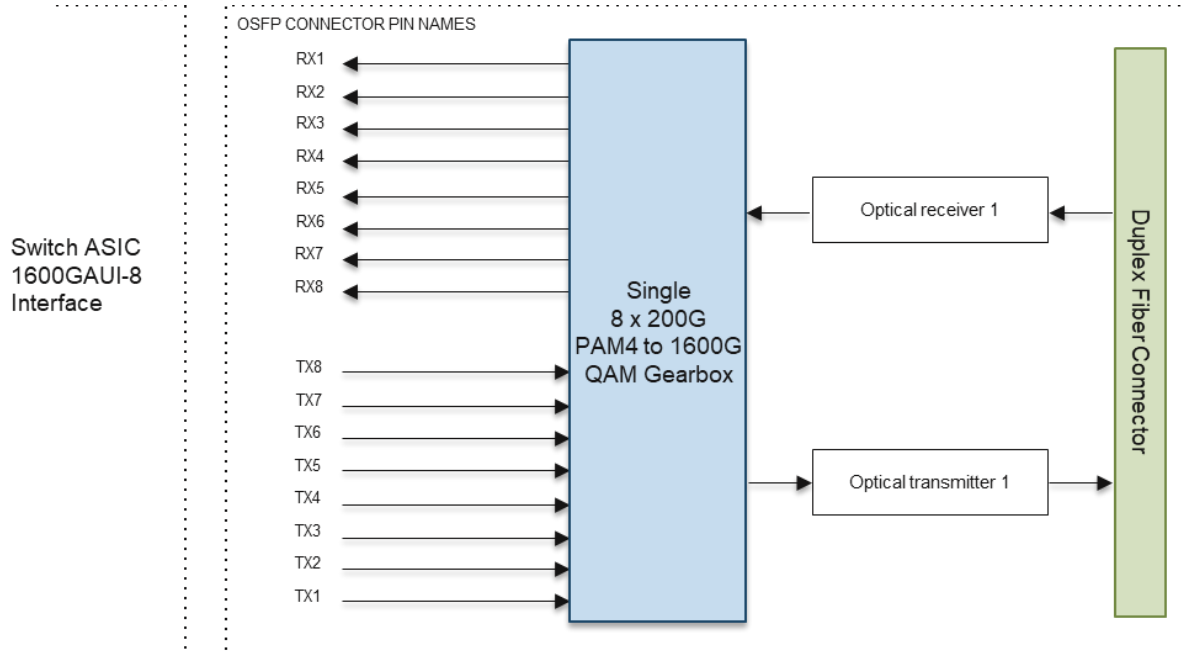 OSFP CONNECTOR PIN NAMES
RX1
RX2
RX3
RX4
RX5
RX6
RX7
RX8
TX8
TX7
TX6
TX5
TX4
TX3
TX2
TX1
Switch ASIC
1600GAUI-8
Interface
Single
8 x 200G
PAM4 to 1600G
QAM Gearbox
Optical receiver 1
Optical transmitter 1
Duplex Fiber Connector